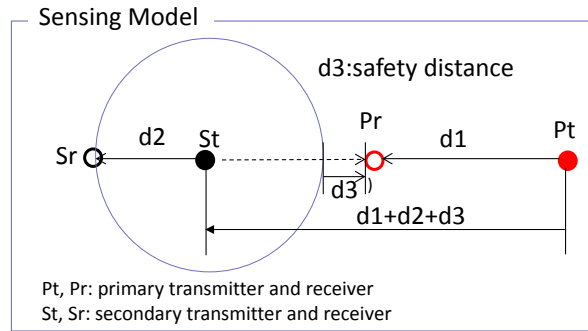 Sensing Model
d3:safety distance
Sr
d2
St
Pr
d1
Pt
d3 )
d1+d2+d3
Pt, Pr: primary transmitter and receiver
St, Sr: secondary transmitter and receiver